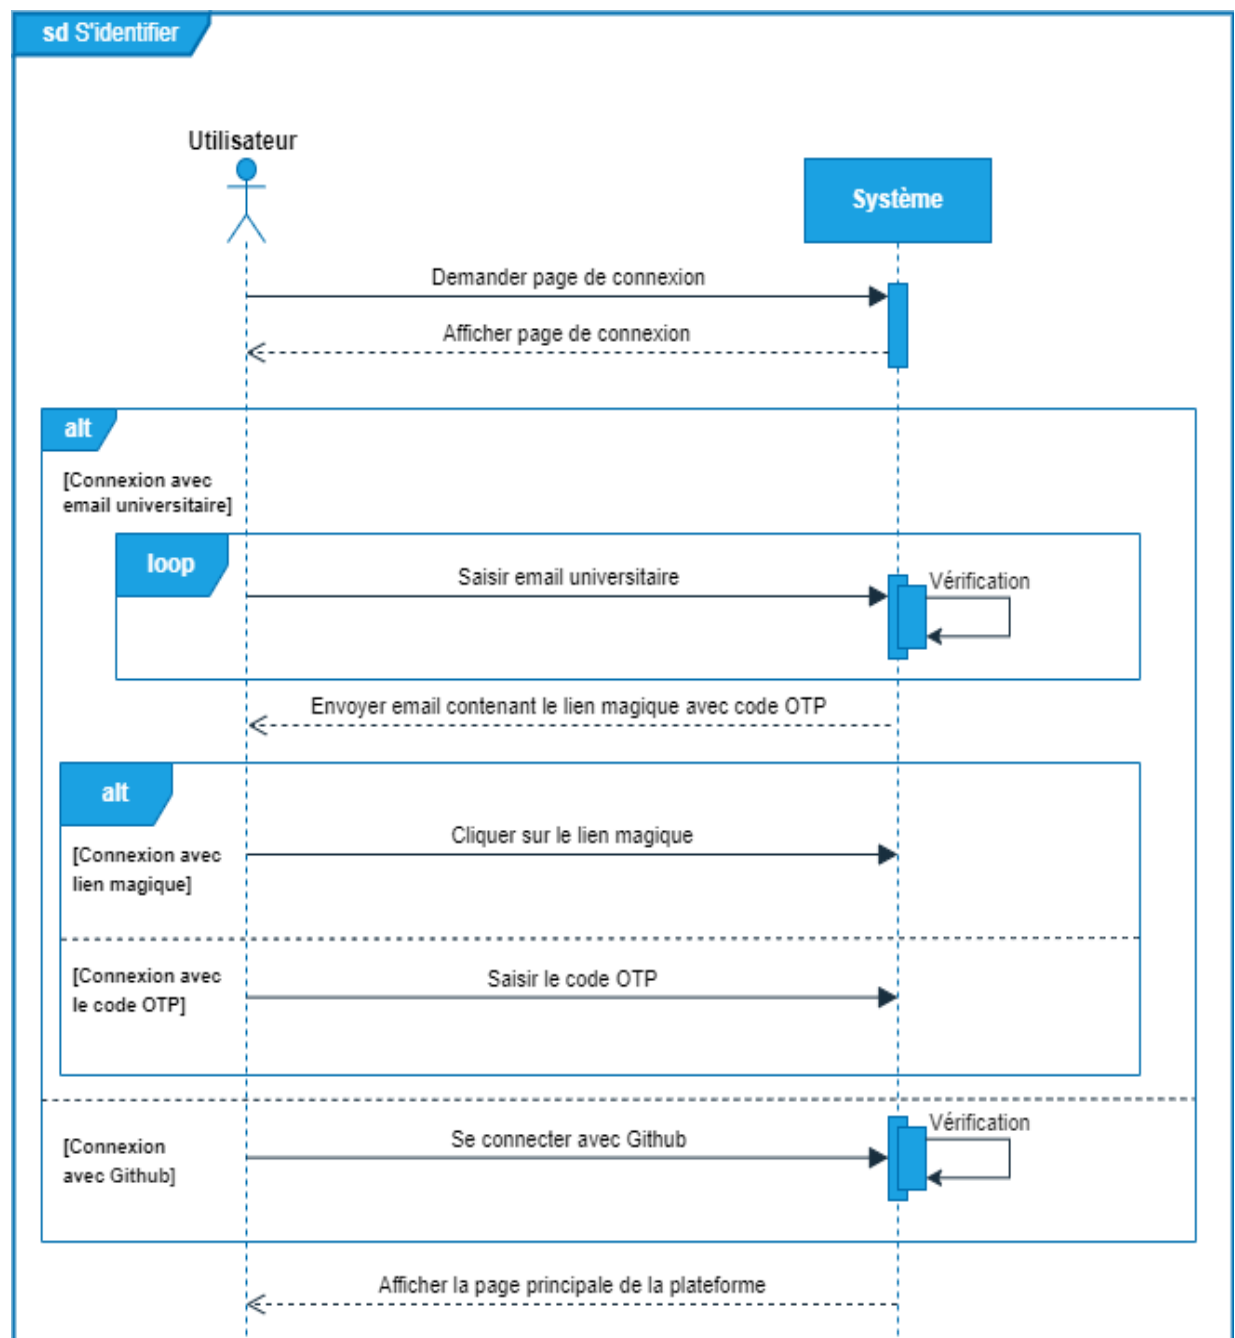 sd S'identifier
Utilisateur
Système
Demander page de connexion
Afficher page de connexion
alt
[Connexion avec
email universitaire]
loop
Saisir email universitaire
Vérification
Envoyer email contenant le lien magique avec code OTP
alt
Cliquer sur le lien magique
[Connexion avec
lien magique]
[Connexion avec
le code OTP]
Saisir le code OTP
Vérification
Se connecter avec Github
[Connexion
avec Github]
Afficher la page principale de la plateforme